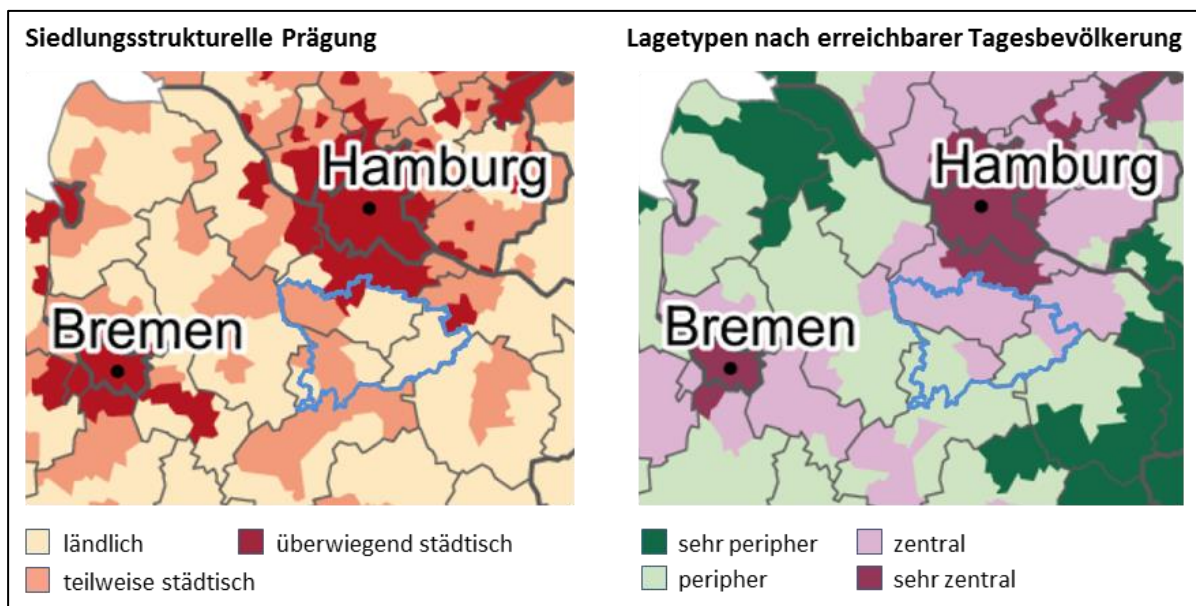 Siedlungsstrukturelle Prägung
Hamburg
Bremen
ländlich
überwiegend städtisch
teilweise städtisch
Lagetypen nach erreichbarer Tagesbevölkerung
Hamburg
Bremen
sehr peripher
zentral
peripher
sehr zentral